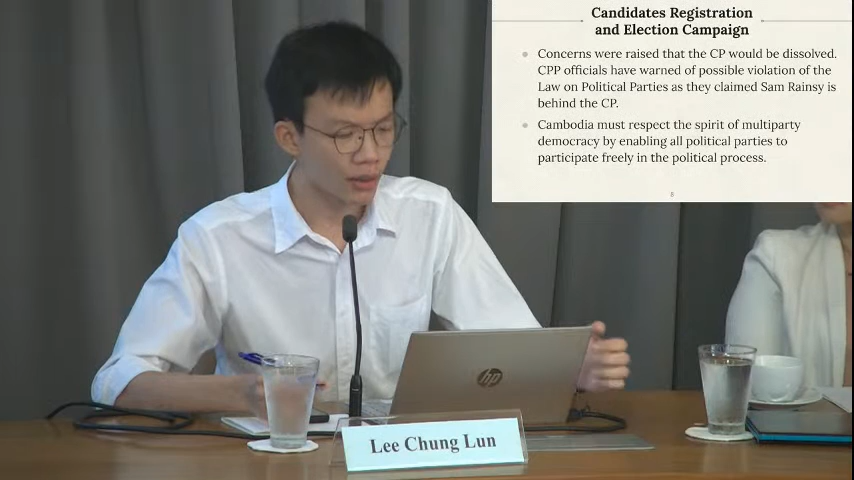 Candidates Registration
and Election Campaign
Concerns were raised that the CP would be dissolved.
CPP officials have warned of possible violation of the
Law on Political Parties as they claimed Sam Rainsy is
behind the CP.
Cambodia must respect the spirit of multiparty
democracy by enabling all political parties to
participate freely in the political process.
8
hp
Lee Chung Lun